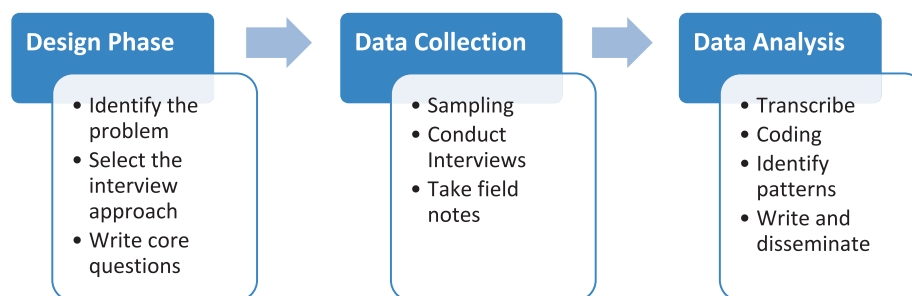 Design Phase
• Identify the
problem
• Select the
interview
approach
• Write core
questions
Data Collection
• Sampling
• Conduct
Interviews
• Take field
notes
Data Analysis
• Transcribe
• Coding
• Identify
patterns
• Write and
disseminate